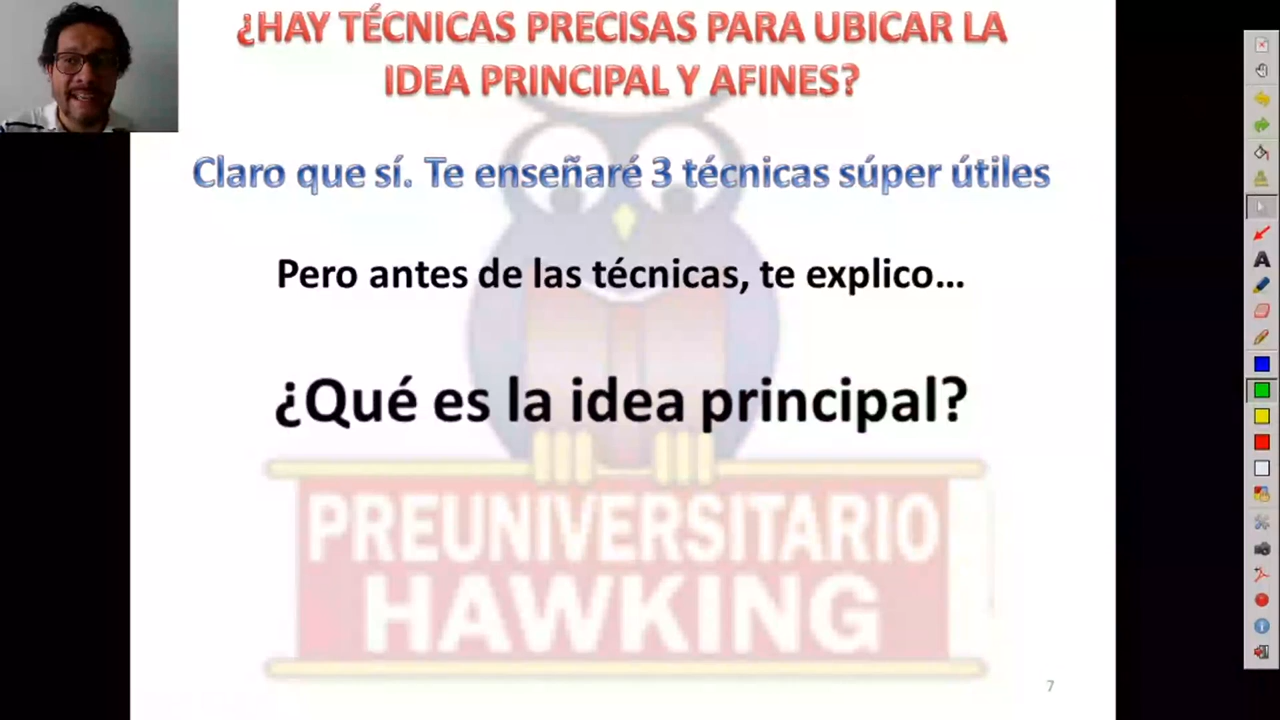 ¿HAY TÉCNICAS PRECISAS PARA UBICAR LA
IDEA PRINCIPAL Y AFINES?
Claro que sí. Te enseñaré 3 técnicas súper útiles
Pero antes de las técnicas, te explico...
¿Qué es la idea principal?
PREUNIVERSITARIO
HAWKING
7